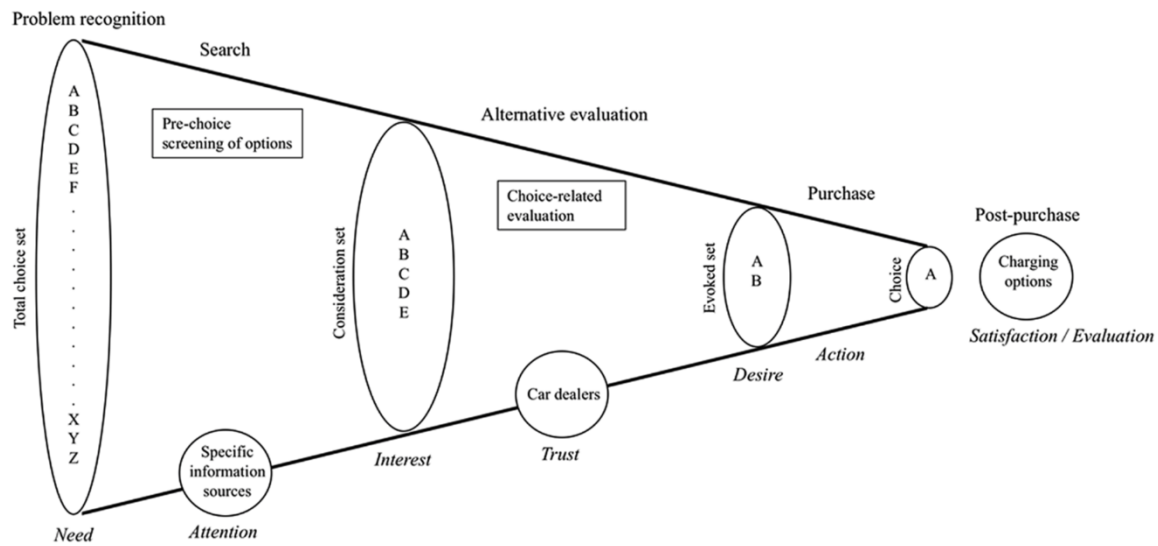 Problem recognition
Search
Alternative evaluation
Purchase
Post-purchase
Total choice set
A
B
C
D
E
F
.
.
.
.
.
.
.
.
.
.
.
X
Y
Z
Pre-choice
screening of options
Consideration set
A
B
C
D
E
Choice-related
evaluation
Evoked set
A
B
Choice
A
Charging
options
Specific
information
sources
Car dealers
Need
Attention
Interest
Trust
Desire
Action
Satisfaction / Evaluation